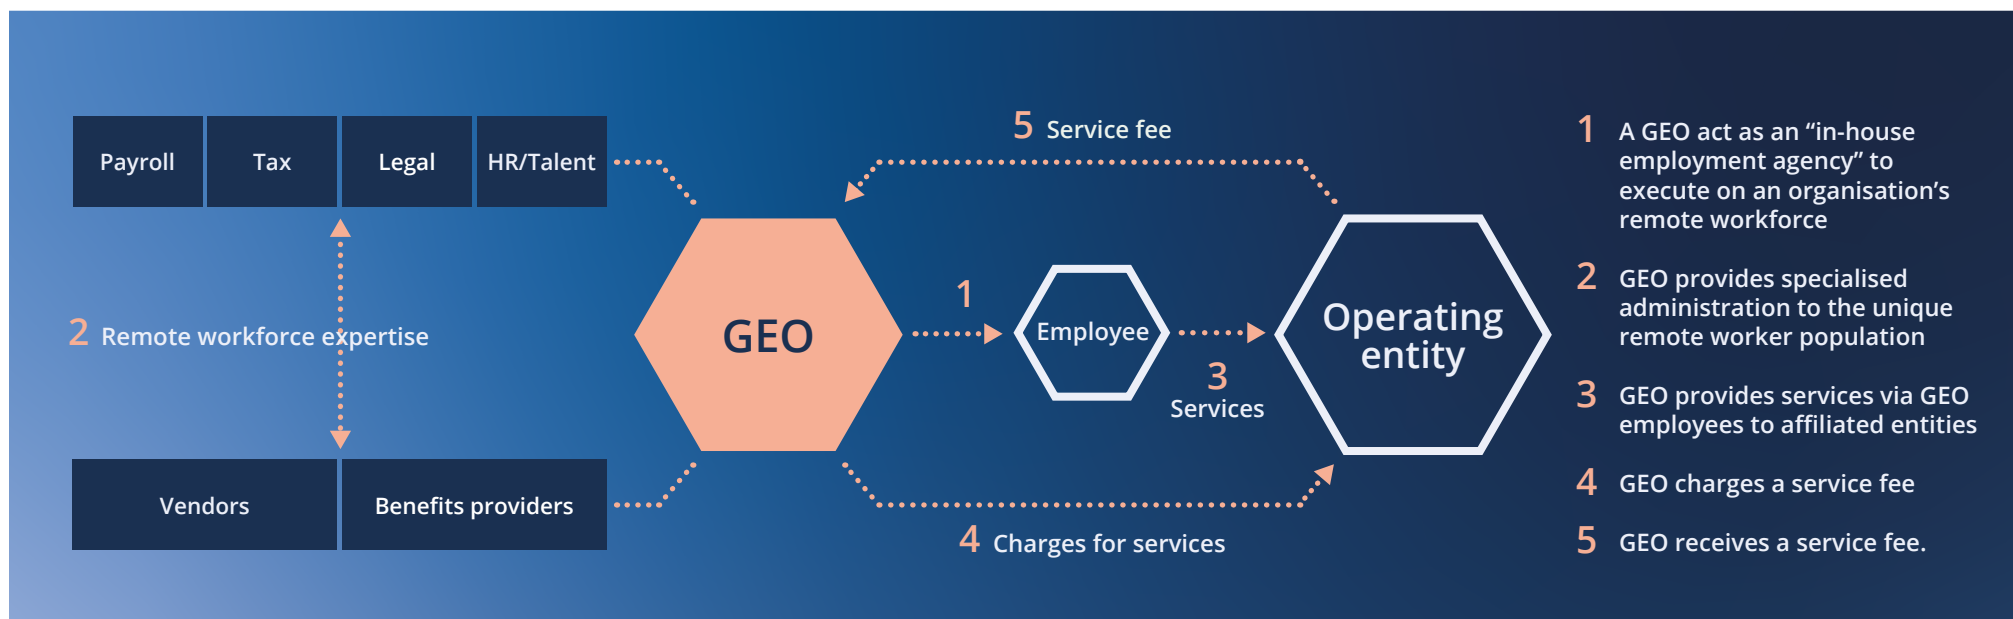 Payroll
Tax
Legal
HR/Talent
2 Remote workforce expertise
Vendors
Benefits providers
GEO
5 Service fee
1
Employee
3
Services
Operating
entity
4 Charges for services
1 A GEO act as an “in-house
employment agency” to
execute on an organisation’s
remote workforce
2 GEO provides specialised
administration to the unique
remote worker population
3 GEO provides services via GEO
employees to affiliated entities
4 GEO charges a service fee
5 GEO receives a service fee.